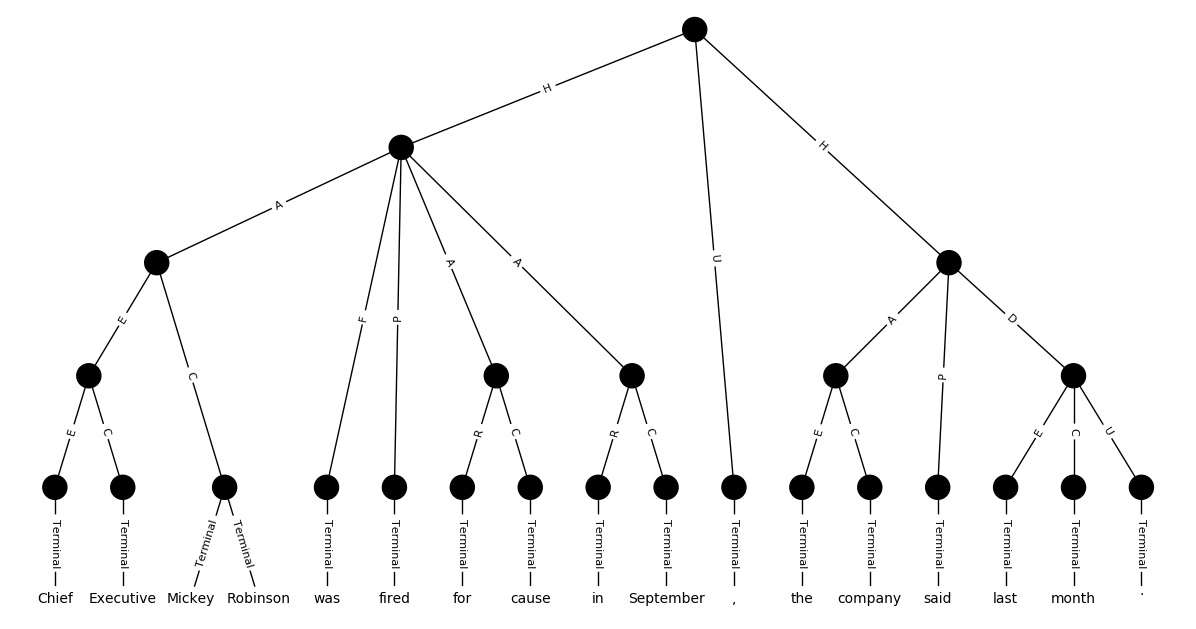 H
H
A
U
A
A
E
C
F
P
A
P
D
E
C
R
C
R
C
E
C
E
C
U
Terminal Terminal Terminal Terminal Terminal Terminal Terminal Terminal Terminal Terminal Terminal Terminal Terminal Terminal Terminal Terminal Terminal
Chief Executive Mickey Robinson was fired for cause in September , the company said last month .